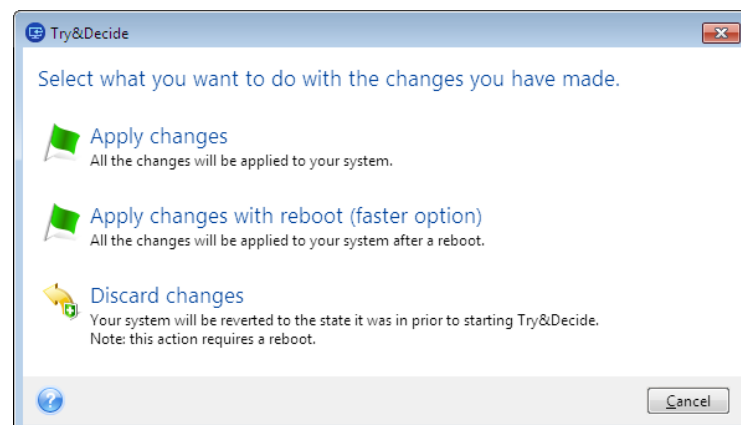 Try&Decide
Select what you want to do with the changes you have made.
Apply changes
All the changes will be applied to your system.
Apply changes with reboot (faster option)
All the changes will be applied to your system after a reboot.
Discard changes
Your system will be reverted to the state it was in prior to starting Try&Decide.
Note: this action requires a reboot.
Cancel